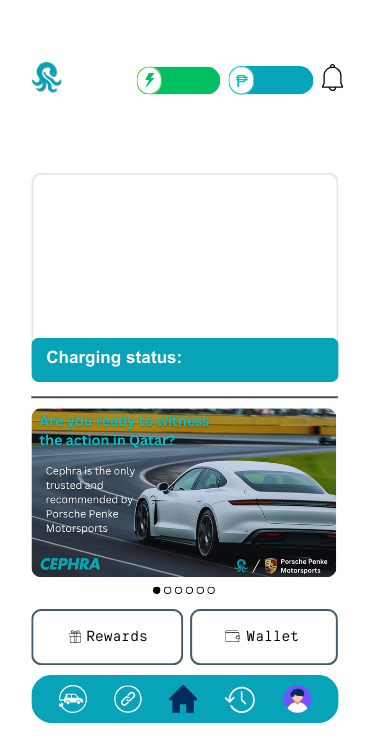 ₱
Charging status:
Are you ready to witness
the action in Qatar?
Cephra is the only
trusted and
recommended by
Porsche Penke
Motorsports
CEPHRA
/ Porsche Penke
Motorsports
Rewards
Wallet